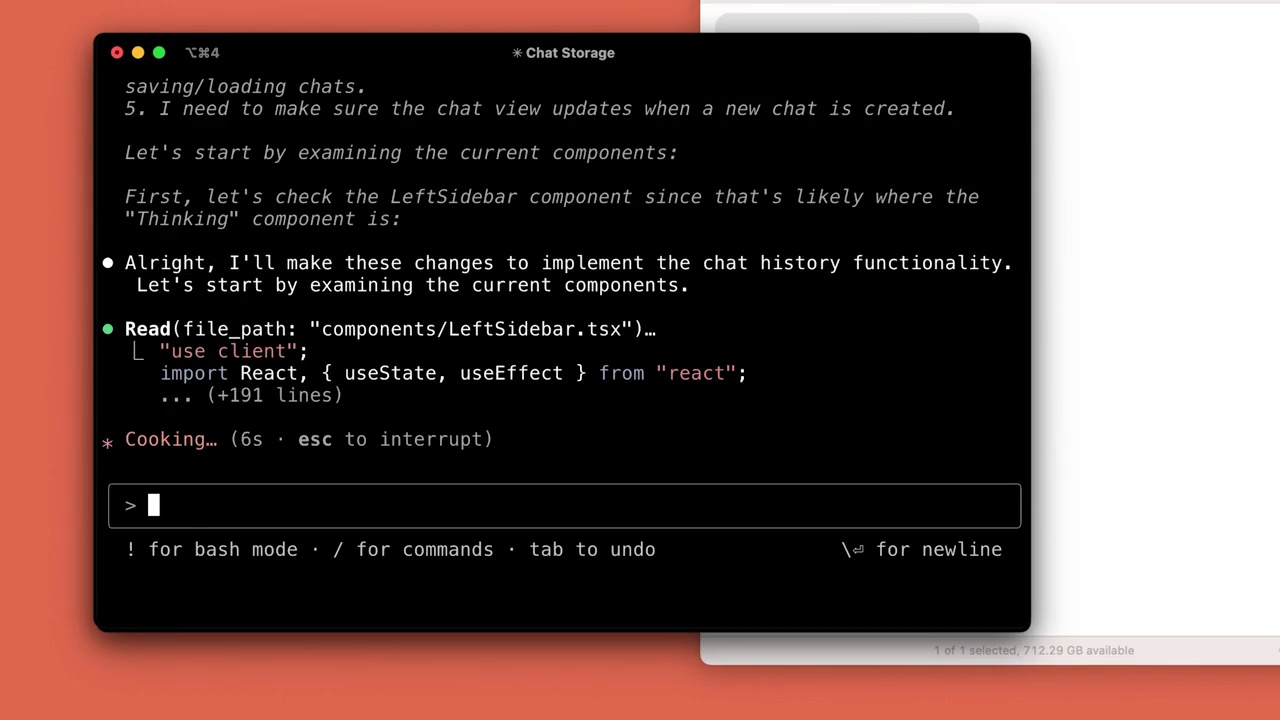 ⌥⌘4
✳ Chat Storage
saving/loading chats.
5. I need to make sure the chat view updates when a new chat is created.
Let's start by examining the current components:
First, let's check the LeftSidebar component since that's likely where the
"Thinking" component is:
● Alright, I'll make these changes to implement the chat history functionality.
Let's start by examining the current components.
● Read(file_path: "components/LeftSidebar.tsx")…
⎿ "use client";
import React, { useState, useEffect } from "react";
... (+191 lines)
* Cooking… (6s · esc to interrupt)
>
! for bash mode · / for commands · tab to undo
\⏎ for newline
1 of 1 selected, 712.29 GB available